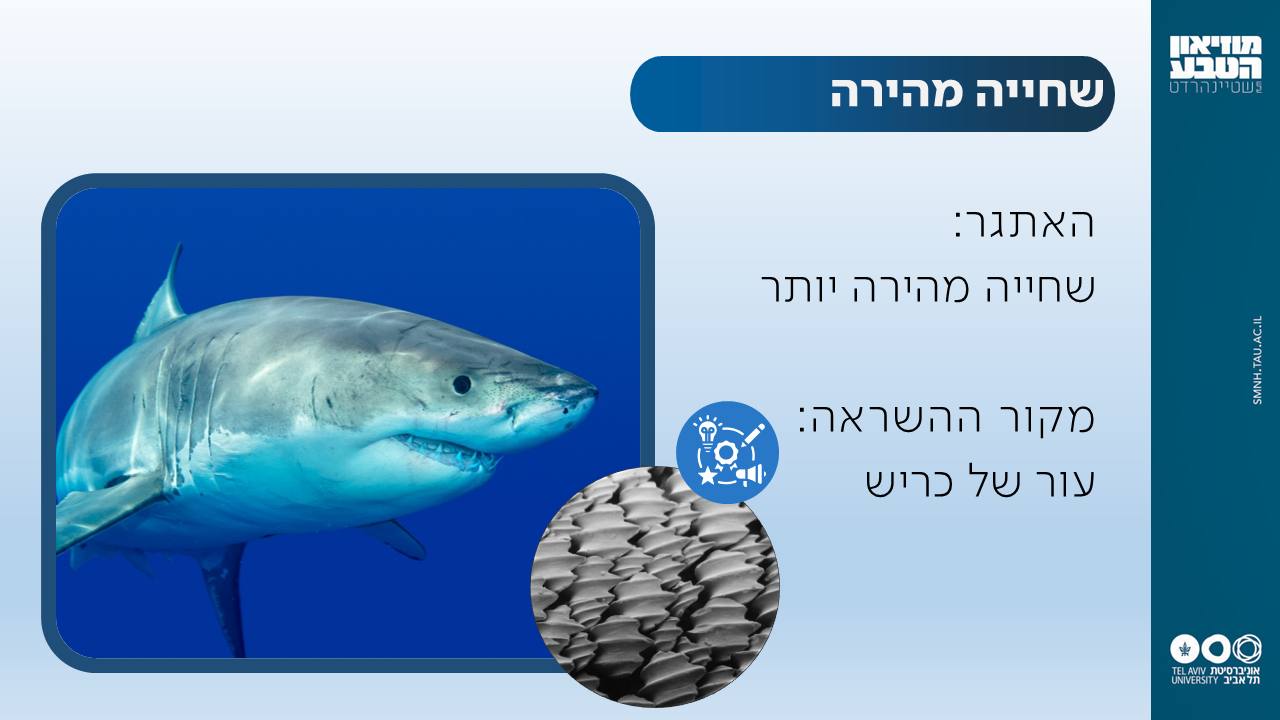 שחייה מהירה
האתגר:
שחייה מהירה יותר
מקור ההשראה:
עור של כריש
מוזיאון
הטבע
שטיינהרדט
SMNH.TAU.AC.IL
אוניברסיטת TEL AVIV
תל אביב UNIVERSITY